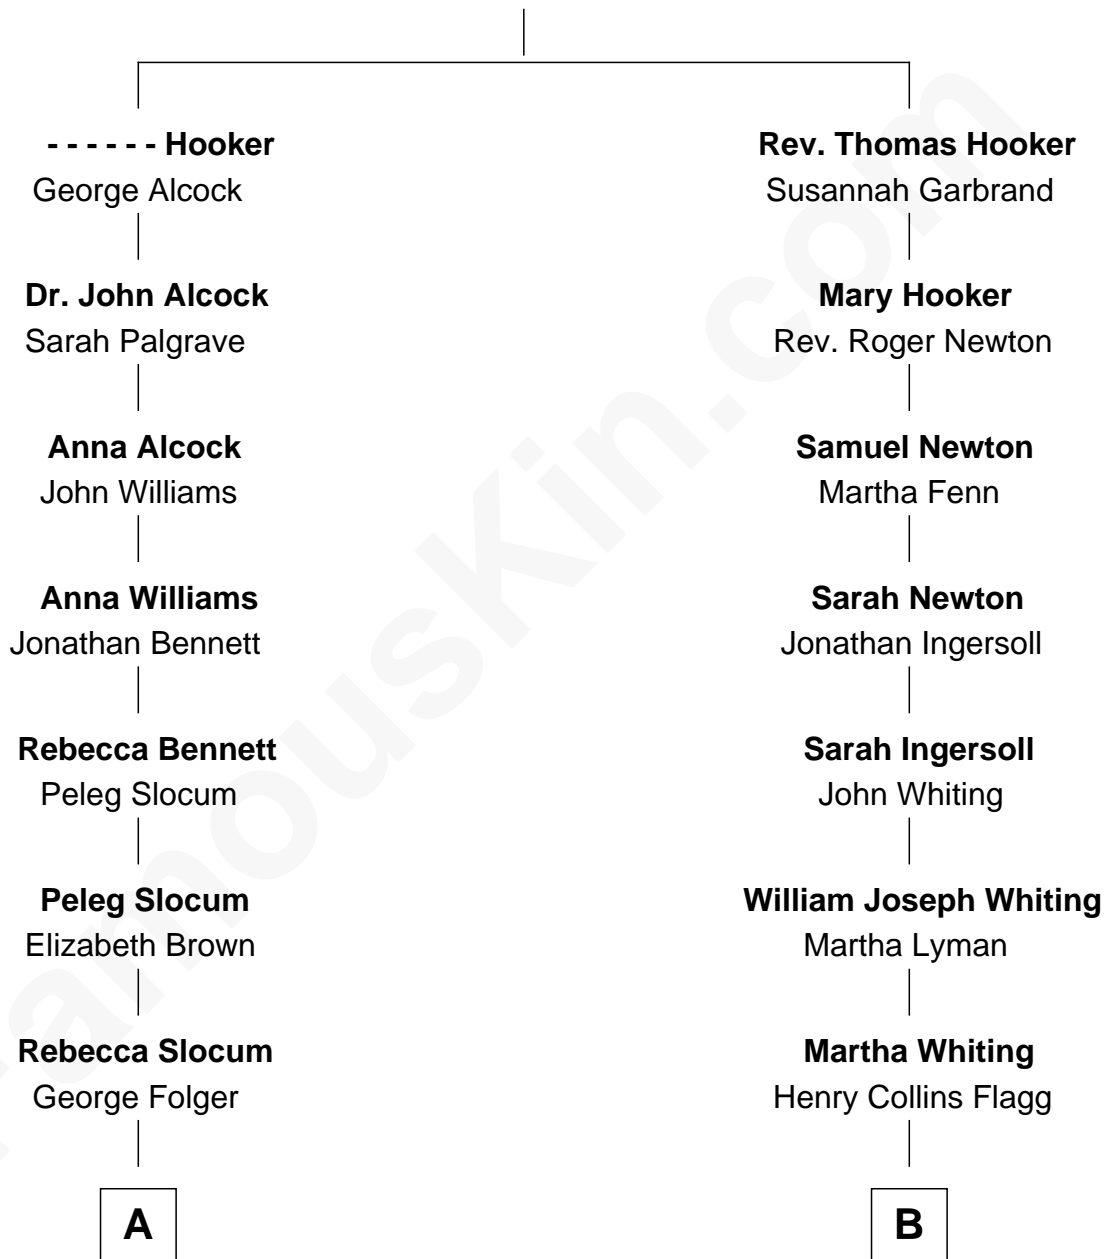 - - - - - - Hooker
George Alcock
Dr. John Alcock
Sarah Palgrave
Anna Alcock
John Williams
Anna Williams
Jonathan Bennett
Rebecca Bennett
Peleg Slocum
Peleg Slocum
Elizabeth Brown
Rebecca Slocum
George Folger
A
Rev. Thomas Hooker
Susannah Garbrand
Mary Hooker
Rev. Roger Newton
Samuel Newton
Martha Fenn
Sarah Newton
Jonathan Ingersoll
Sarah Ingersoll
John Whiting
William Joseph Whiting
Martha Lyman
Martha Whiting
Henry Collins Flagg
B
FamousKin.com